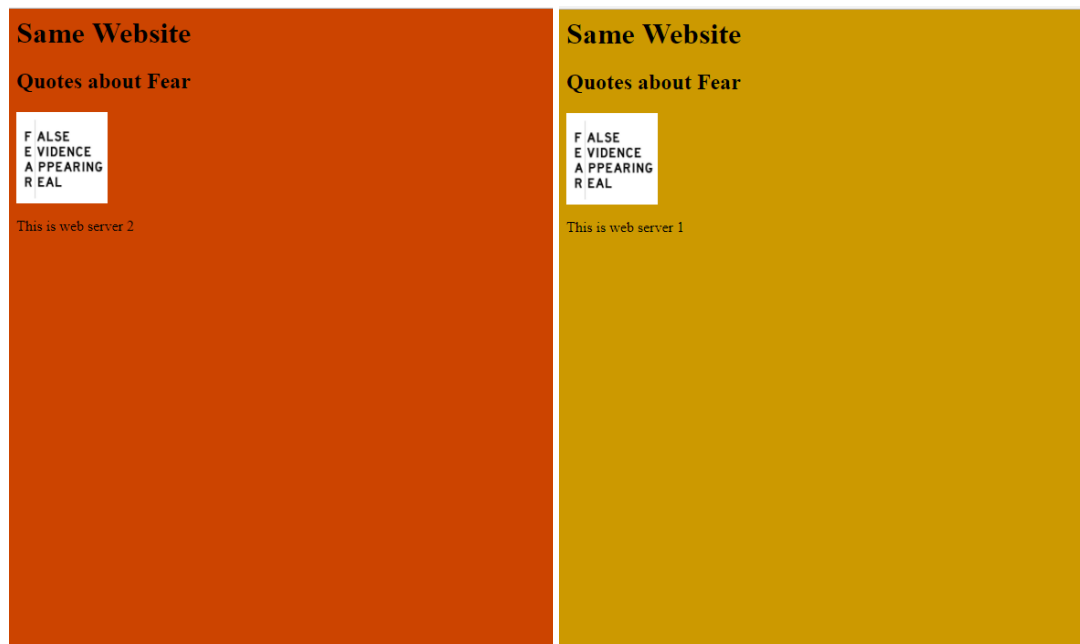 Same Website
Quotes about Fear
F ALSE
E VIDENCE
A PPEARING
R EAL
This is web server 2
Same Website
Quotes about Fear
F ALSE
E VIDENCE
A PPEARING
R EAL
This is web server 1